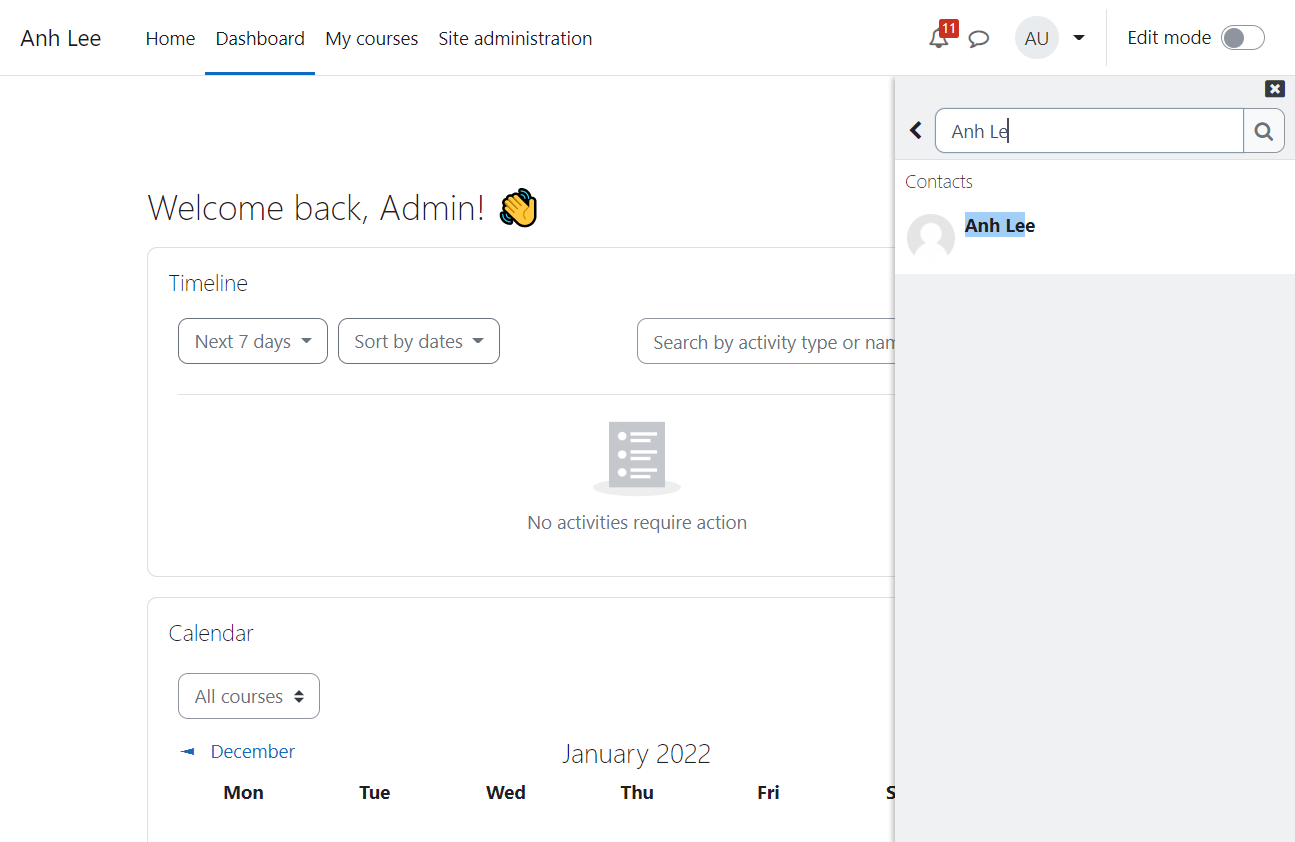 Anh Lee Home Dashboard My courses Site administration 11 AU Edit mode
Anh Le
Contacts
Anh Lee
Welcome back, Admin!
Timeline
Next 7 days Sort by dates Search by activity type or nam
No activities require action
Calendar
All courses
December January 2022
Mon Tue Wed Thu Fri S